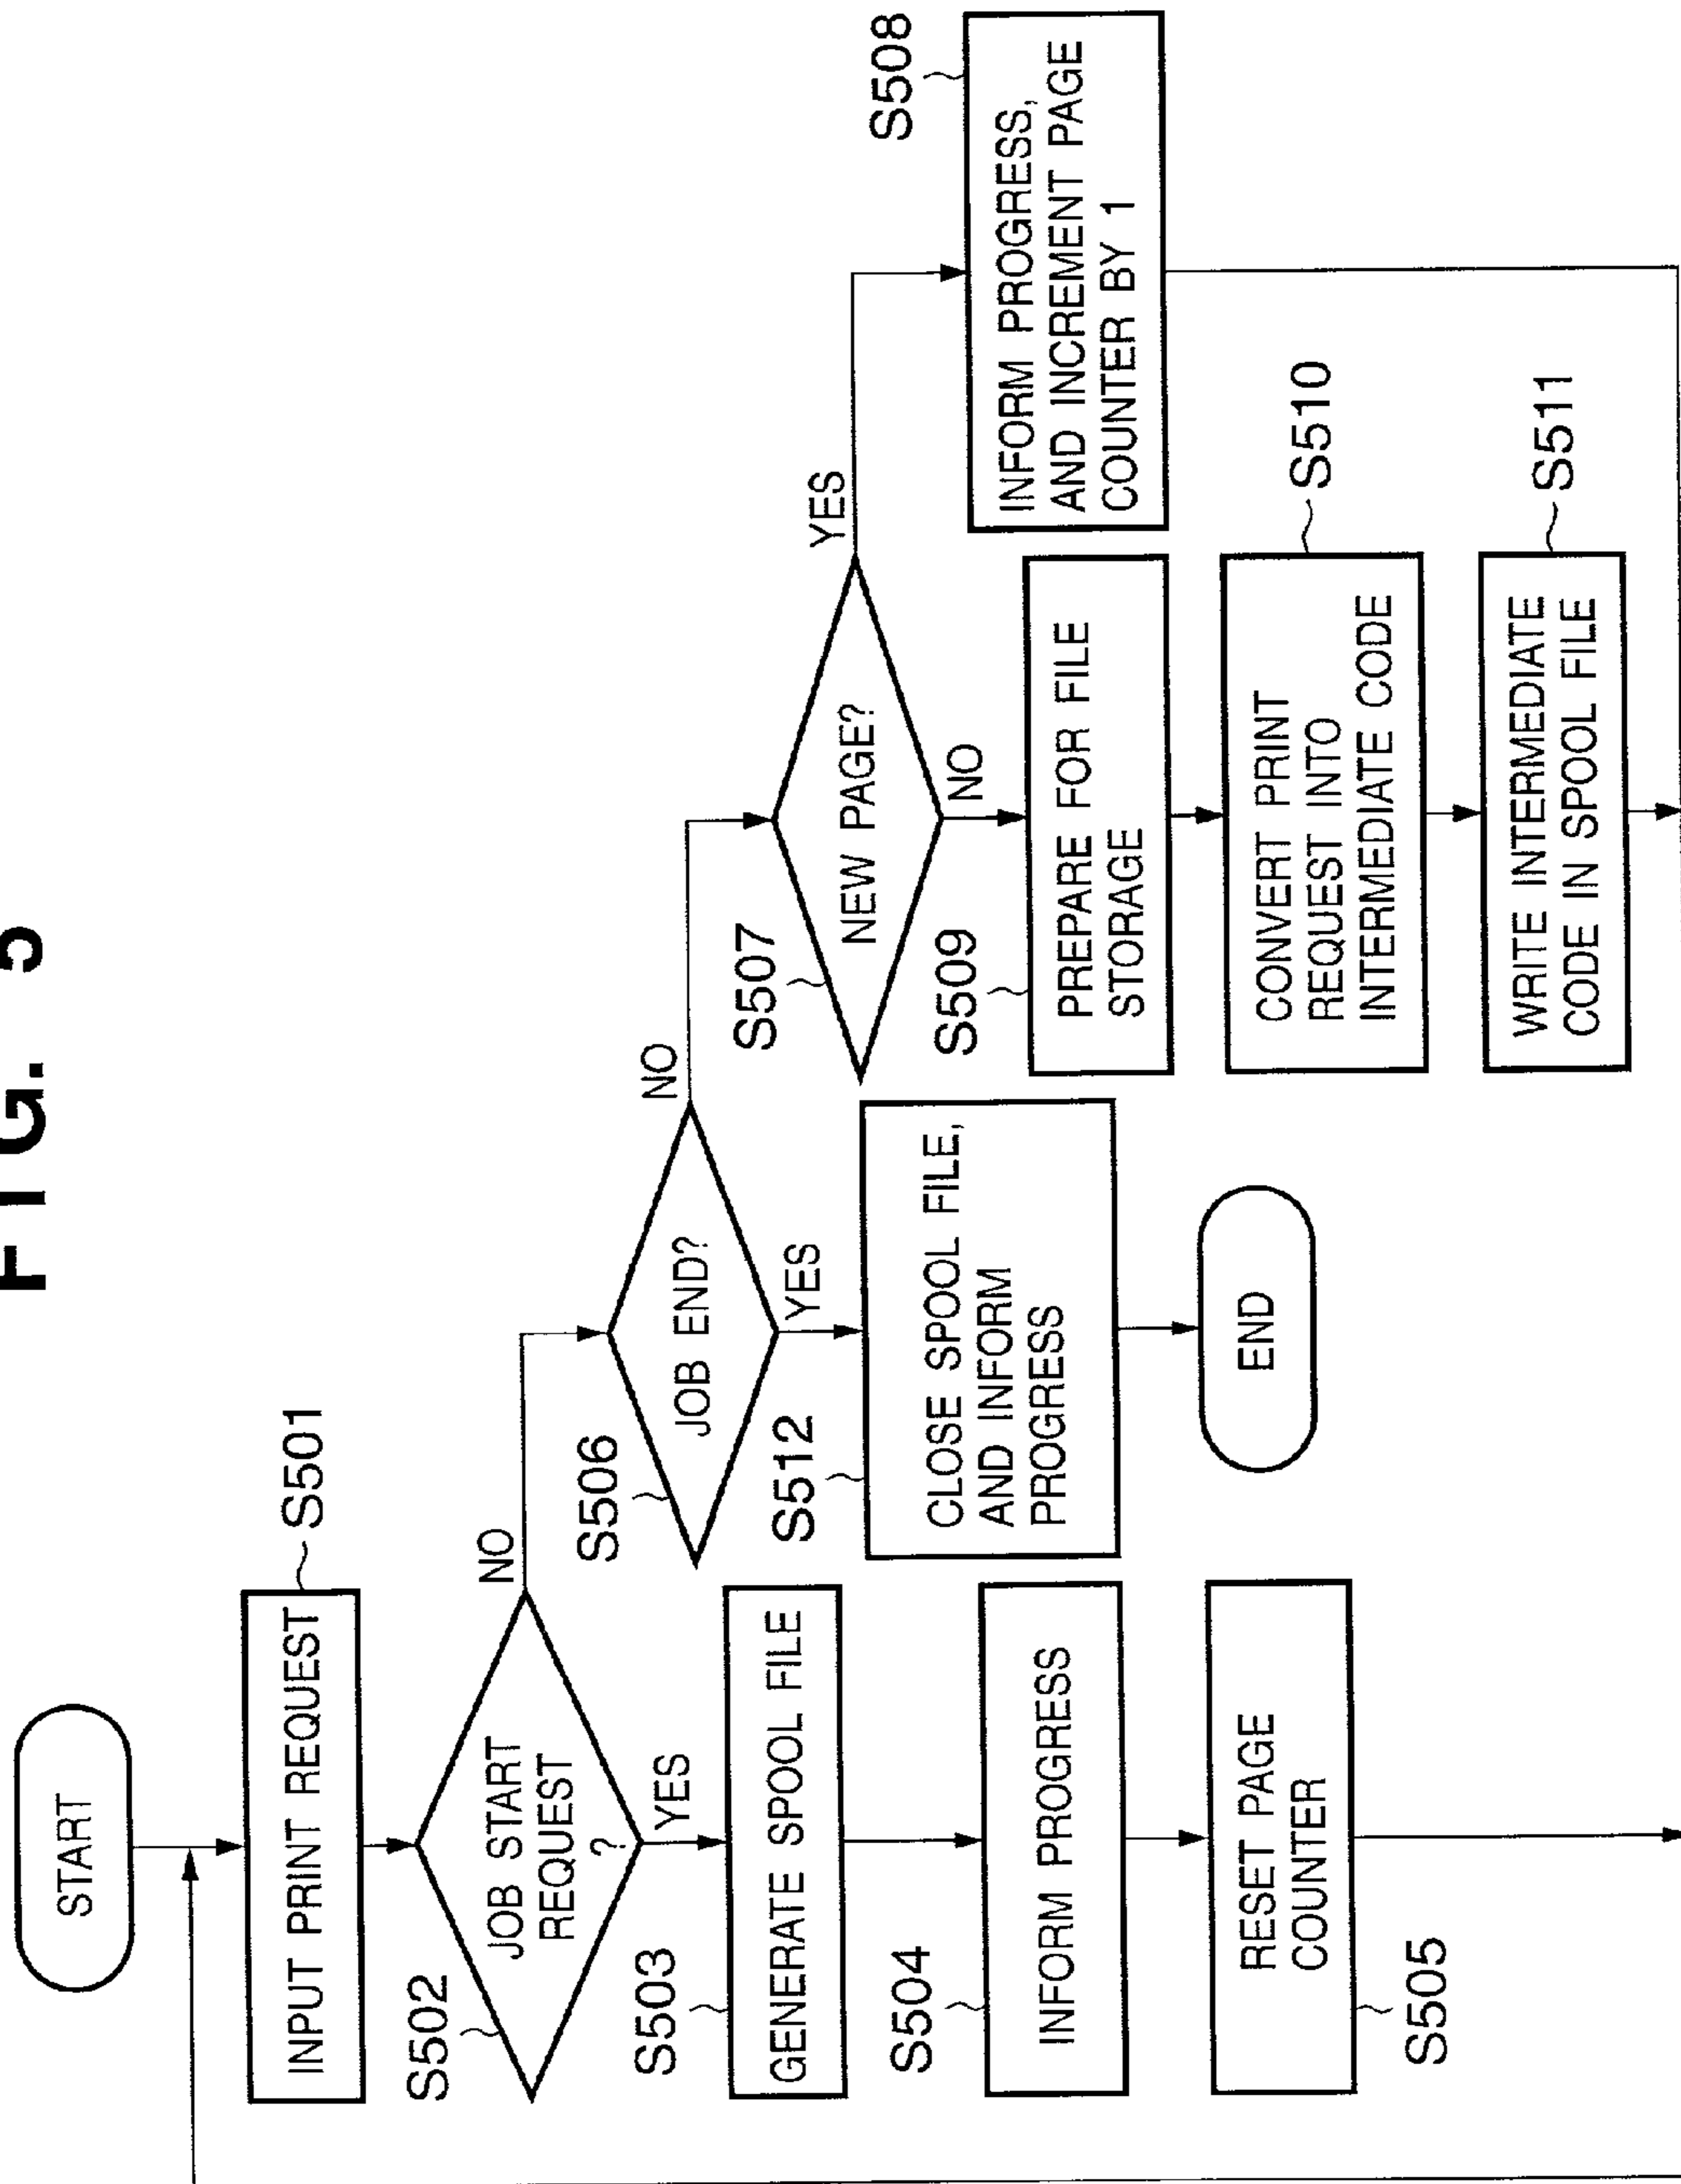 FIG. 5
START
INPUT PRINT REQUEST
S501
S502
JOB START
REQUEST
?
NO
YES
S503
GENERATE SPOOL FILE
S504
INFORM PROGRESS
RESET PAGE
COUNTER
S505
S506
JOB END?
NO
YES
S512
CLOSE SPOOL FILE,
AND INFORM
PROGRESS
END
S507
NEW PAGE?
YES
NO
S508
INFORM PROGRESS,
AND INCREMENT PAGE
COUNTER BY 1
S509
PREPARE FOR FILE
STORAGE
CONVERT PRINT
REQUEST INTO
INTERMEDIATE CODE
S510
WRITE INTERMEDIATE
CODE IN SPOOL FILE
S511